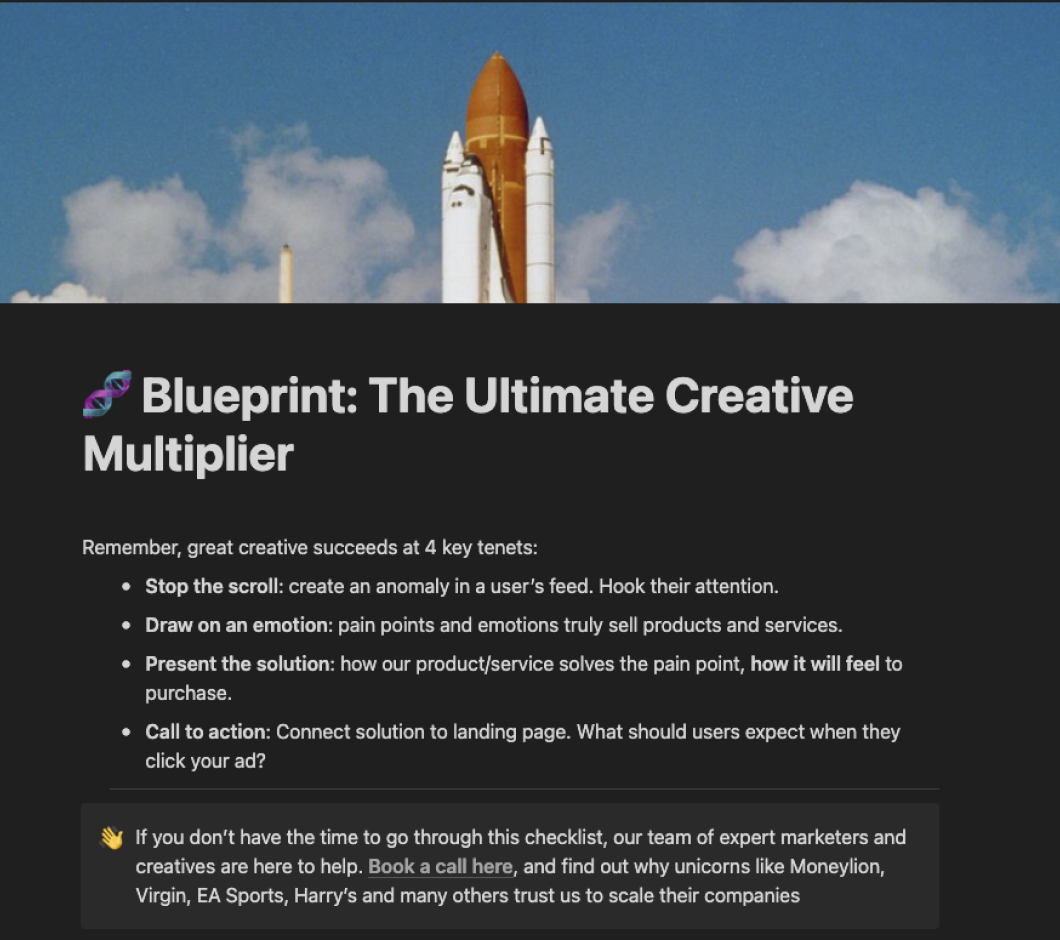 🧬 Blueprint: The Ultimate Creative
Multiplier
Remember, great creative succeeds at 4 key tenets:
• Stop the scroll: create an anomaly in a user’s feed. Hook their attention.
• Draw on an emotion: pain points and emotions truly sell products and services.
• Present the solution: how our product/service solves the pain point, how it will feel to
purchase.
• Call to action: Connect solution to landing page. What should users expect when they
click your ad?
👋 If you don’t have the time to go through this checklist, our team of expert marketers and
creatives are here to help. Book a call here, and find out why unicorns like Moneylion,
Virgin, EA Sports, Harry’s and many others trust us to scale their companies